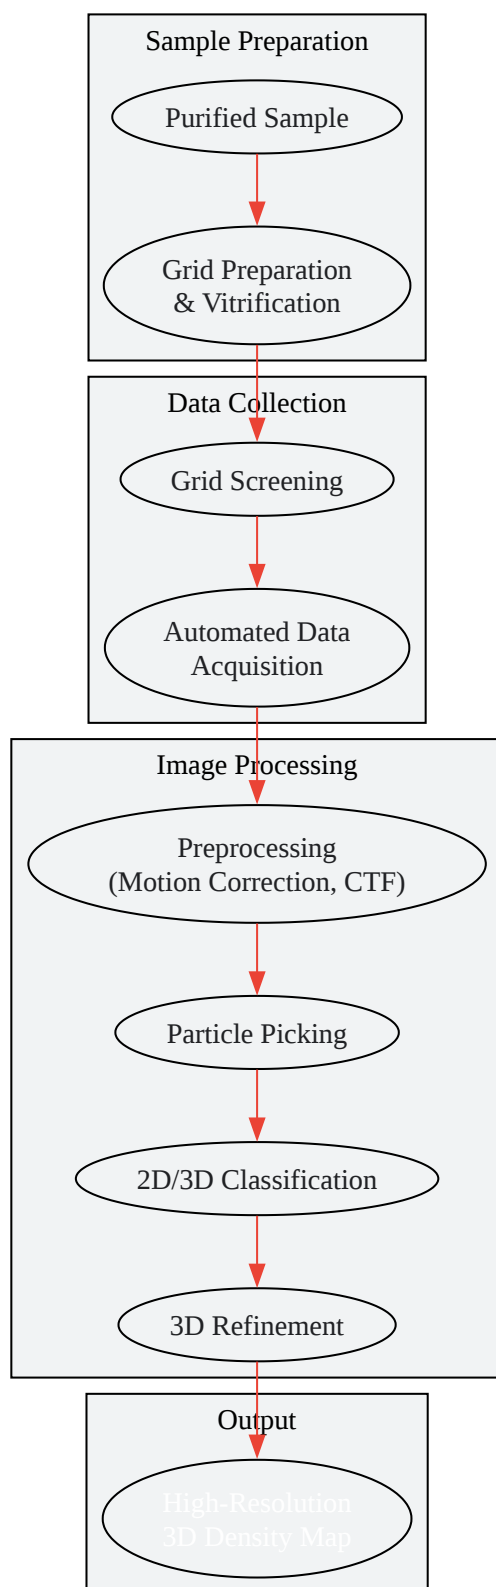 Sample Preparation
Purified Sample
Grid Preparation
& Vitrification
Data Collection
Grid Screening
Automated Data
Acquisition
Image Processing
Preprocessing
(Motion Correction, CTF)
Particle Picking
2D/3D Classification
3D Refinement
Output
High-Resolution
3D Density Map